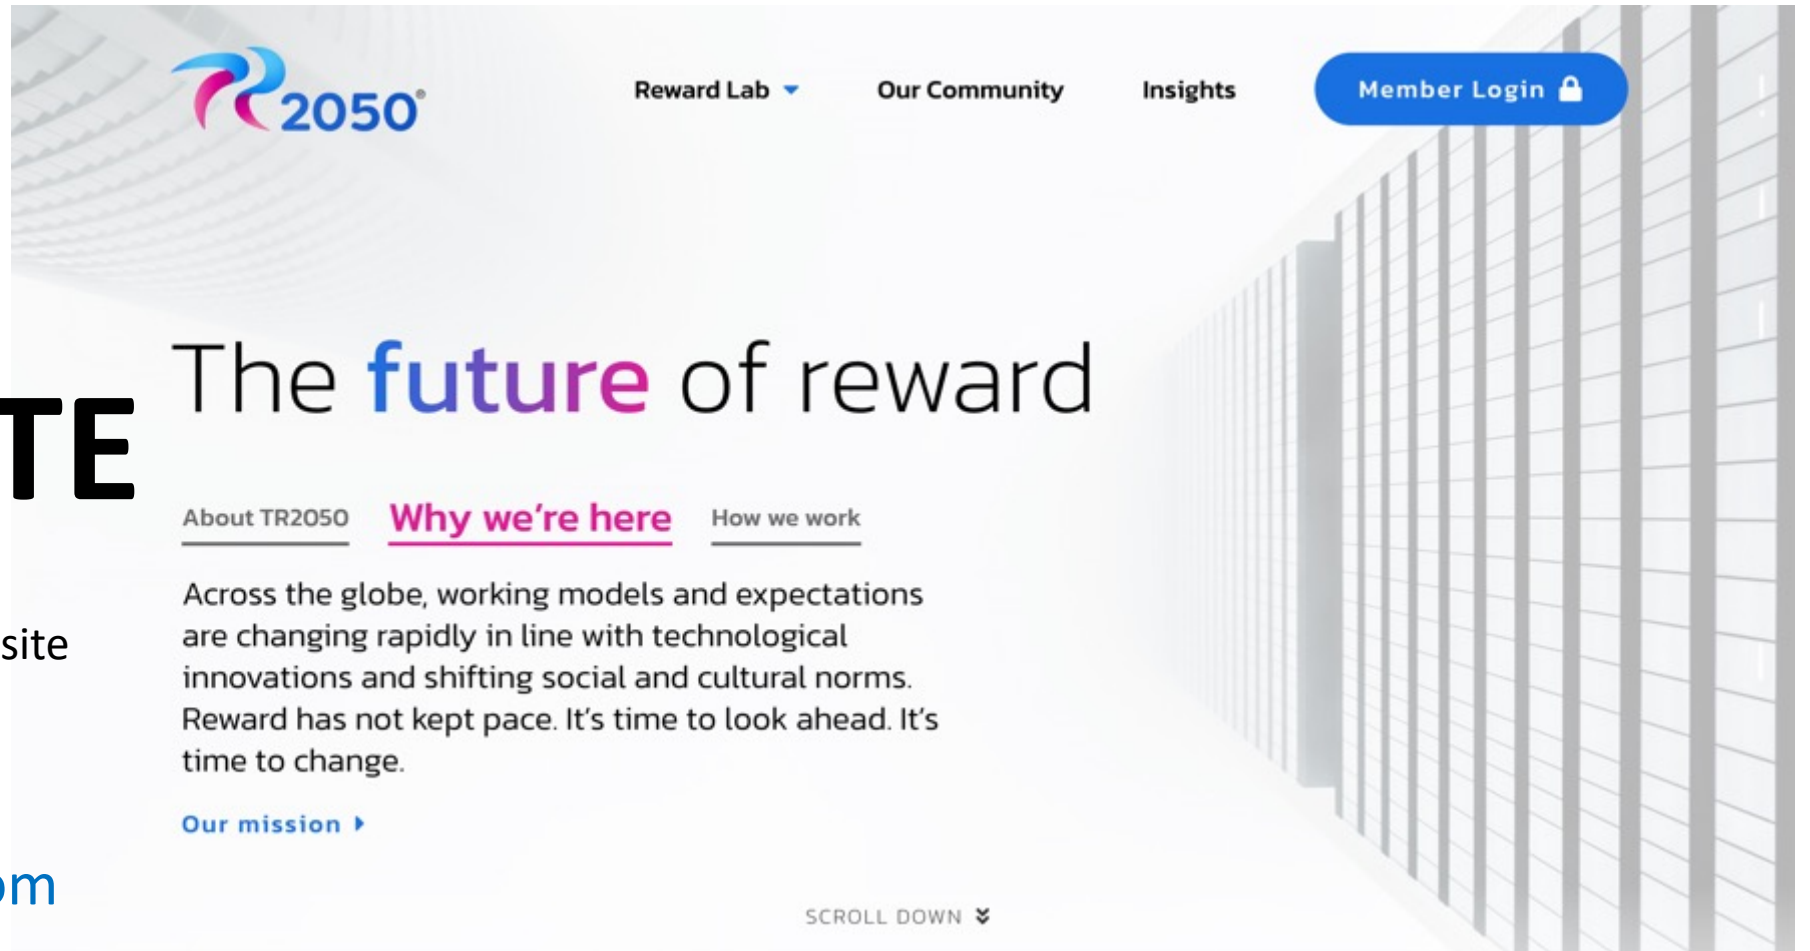 2050®
Reward Lab
Our Community
Insights
Member Login
The future of reward
TE
About TR2050
Why we’re here
How we work
Across the globe, working models and expectations
are changing rapidly in line with technological
innovations and shifting social and cultural norms.
site
Reward has not kept pace. It’s time to look ahead. It’s
time to change.
Our mission
om
SCROLL DOWN